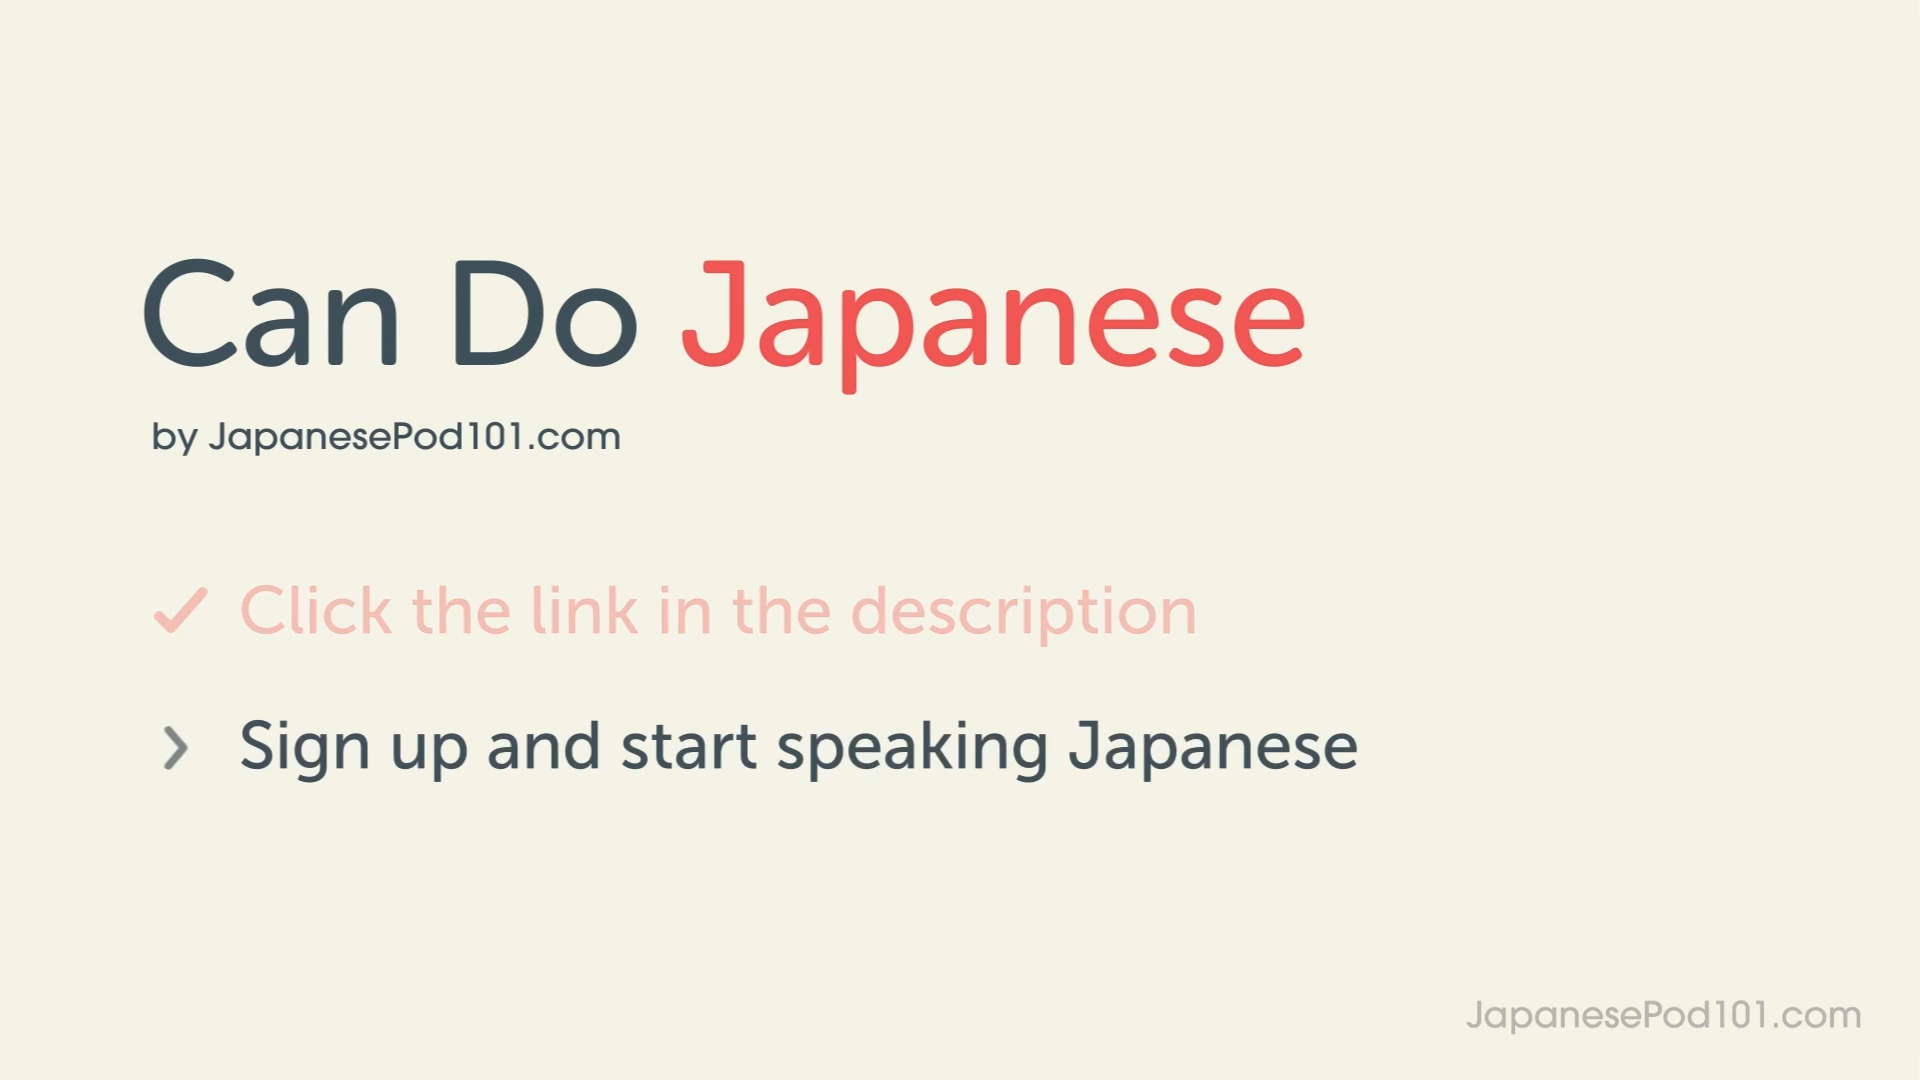 Can Do Japanese
by JapanesePod101.com
Click the link in the description
Sign up and start speaking Japanese
JapanesePod101.com